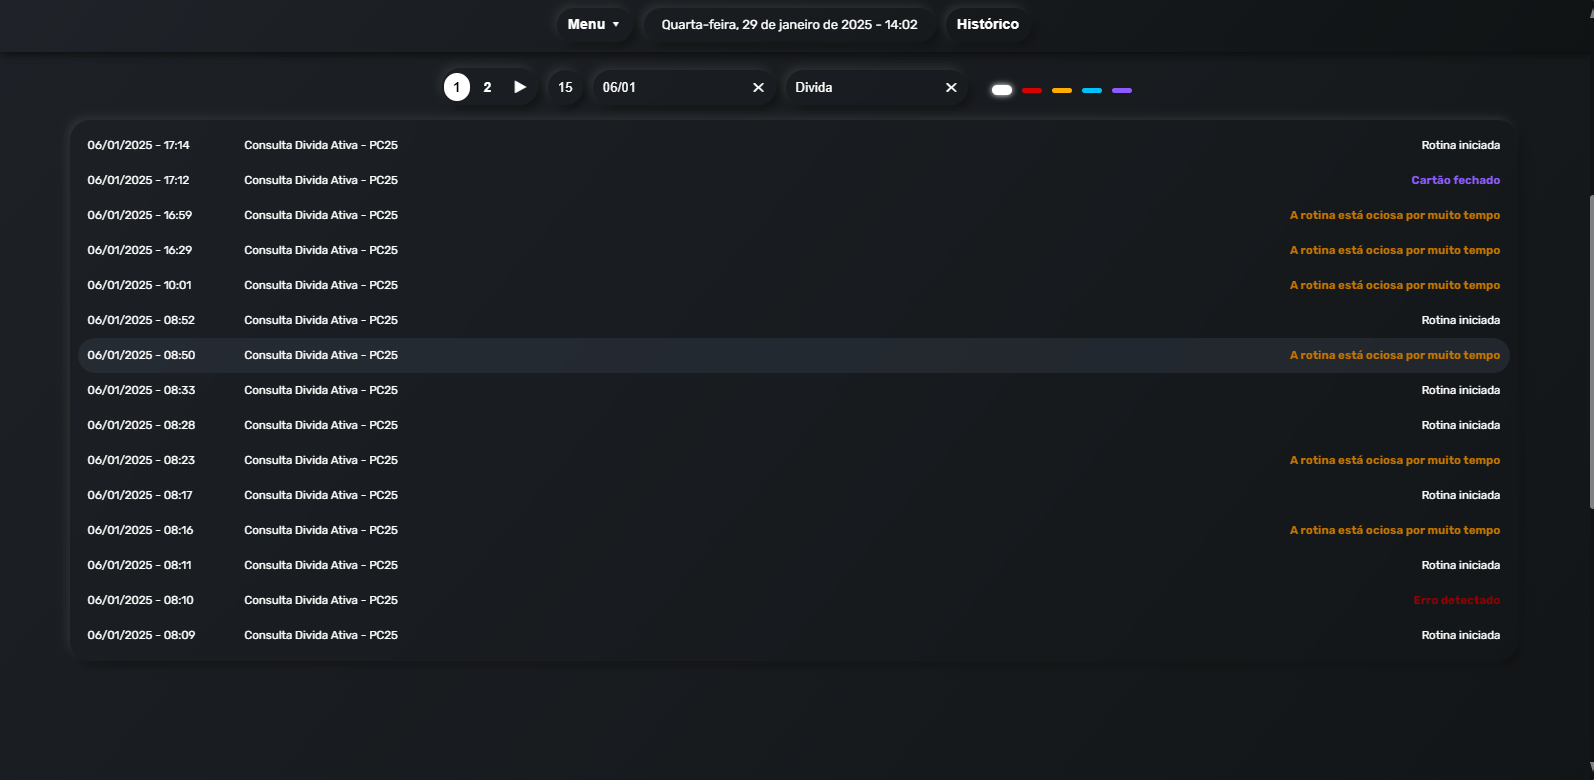 Menu ▼ Quarta-feira, 29 de janeiro de 2025 - 14:02 Histórico
1 2 ▶ 15 06/01 ✕ Divida ✕
06/01/2025 - 17:14 Consulta Divida Ativa - PC25 Rotina iniciada
06/01/2025 - 17:12 Consulta Divida Ativa - PC25 Cartão fechado
06/01/2025 - 16:59 Consulta Divida Ativa - PC25 A rotina está ociosa por muito tempo
06/01/2025 - 16:29 Consulta Divida Ativa - PC25 A rotina está ociosa por muito tempo
06/01/2025 - 10:01 Consulta Divida Ativa - PC25 A rotina está ociosa por muito tempo
06/01/2025 - 08:52 Consulta Divida Ativa - PC25 Rotina iniciada
06/01/2025 - 08:50 Consulta Divida Ativa - PC25 A rotina está ociosa por muito tempo
06/01/2025 - 08:33 Consulta Divida Ativa - PC25 Rotina iniciada
06/01/2025 - 08:28 Consulta Divida Ativa - PC25 Rotina iniciada
06/01/2025 - 08:23 Consulta Divida Ativa - PC25 A rotina está ociosa por muito tempo
06/01/2025 - 08:17 Consulta Divida Ativa - PC25 Rotina iniciada
06/01/2025 - 08:16 Consulta Divida Ativa - PC25 A rotina está ociosa por muito tempo
06/01/2025 - 08:11 Consulta Divida Ativa - PC25 Rotina iniciada
06/01/2025 - 08:10 Consulta Divida Ativa - PC25 Erro detectado
06/01/2025 - 08:09 Consulta Divida Ativa - PC25 Rotina iniciada